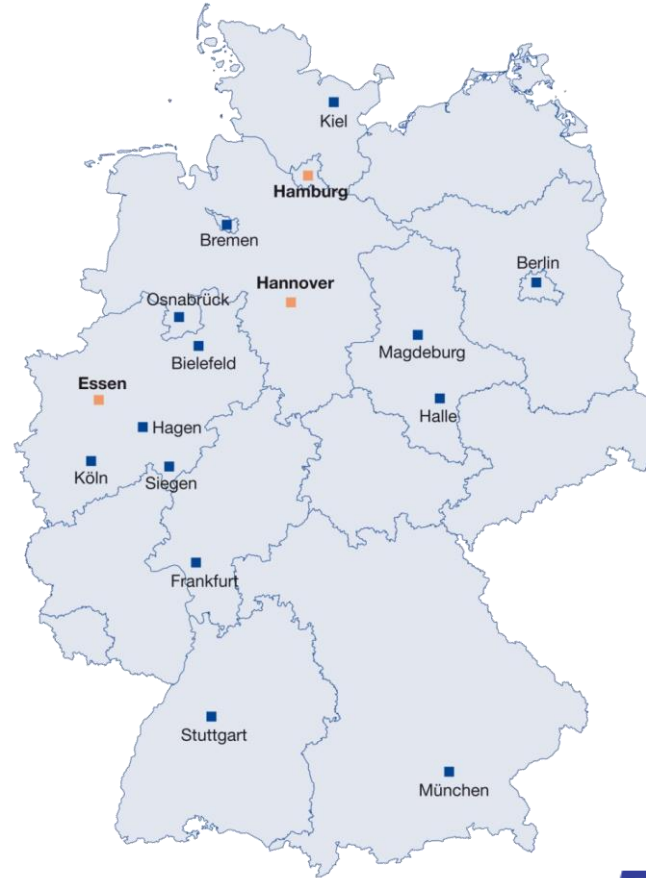 Kiel
Hamburg
Bremen
Berlin
Hannover
Osnabrück
Magdeburg
Bielefeld
Essen
Halle
Hagen
Köln
Siegen
Frankfurt
Stuttgart
München